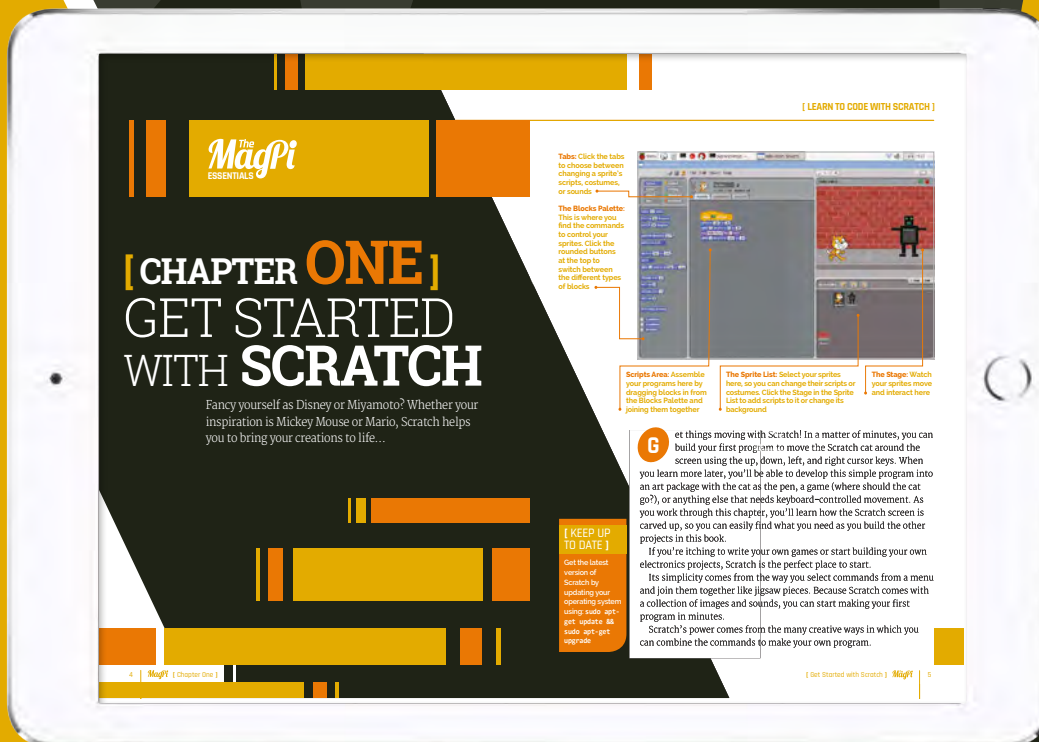 The
MagPi
ESSENTIALS
[ CHAPTER ONE ]
GET STARTED
WITH SCRATCH
Fancy yourself as Disney or Miyamoto? Whether your
inspiration is Mickey Mouse or Mario, Scratch helps
you to bring your creations to life…
4
MagPi
[ Chapter One ]
[ LEARN TO CODE WITH SCRATCH ]
Tabs: Click the tabs
to choose between
changing a sprite's
scripts, costumes,
or sounds
The Blocks Palette:
This is where you
find the commands
to control your
sprites. Click the
rounded buttons
at the top to
switch between
the different types
of blocks
Scripts Area: Assemble
your programs here by
dragging blocks in from
the Blocks Palette and
joining them together
The Sprite List: Select your sprites
here, so you can change their scripts or
costumes. Click the Stage in the Sprite
List to add scripts to it or change its
background
The Stage: Watch
your sprites move
and interact here
Get things moving with Scratch! In a matter of minutes, you can
build your first program to move the Scratch cat around the
screen using the up, down, left, and right cursor keys. When
you learn more later, you'll be able to develop this simple program into
an art package with the cat as the pen, a game (where should the cat
go?), or anything else that needs keyboard-controlled movement. As
you work through this chapter, you'll learn how the Scratch screen is
carved up, so you can easily find what you need as you build the other
projects in this book.
If you're itching to write your own games or start building your own
electronics projects, Scratch is the perfect place to start.
Its simplicity comes from the way you select commands from a menu
and join them together like jigsaw pieces. Because Scratch comes with
a collection of images and sounds, you can start making your first
program in minutes.
Scratch's power comes from the many creative ways in which you
can combine the commands to make your own program.
[ KEEP UP
TO DATE ]
Get the latest
version of
Scratch by
updating your
operating system
using: sudo apt-
get update &&
sudo apt-get
upgrade
[ Get Started with Scratch ]
MagPi
5